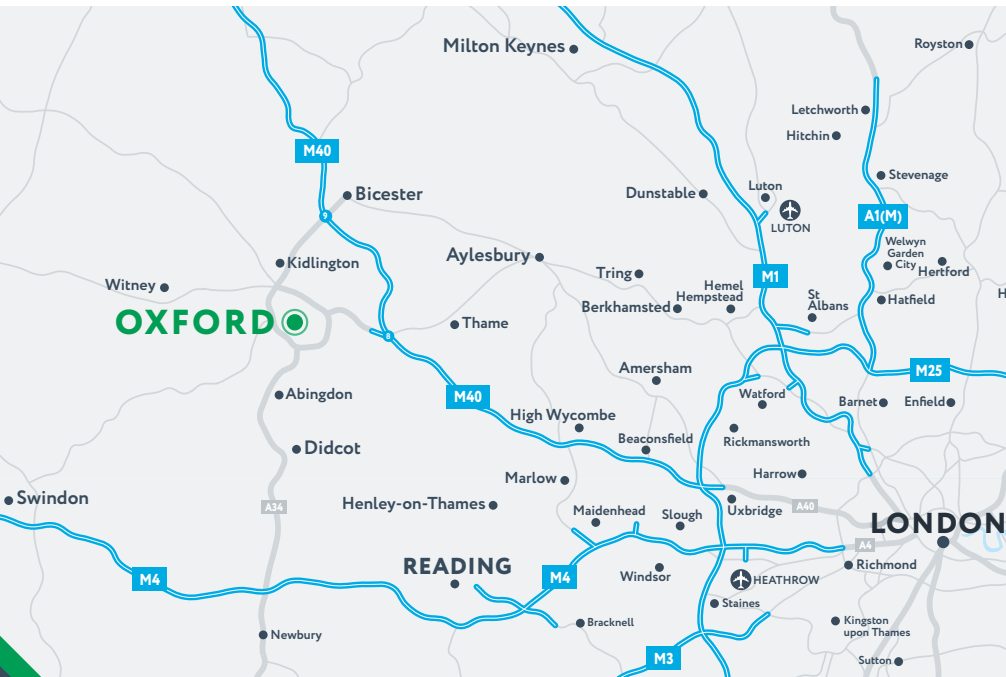 Milton Keynes
Royston
Letchworth
Hitchin
M40
Stevenage
Bicester
Dunstable
Luton
LUTON
A1(M)
9
Welwyn
Garden
City
Hertford
Aylesbury
Kidlington
Tring
M1
Hemel
Hempstead
Witney
Berkhamsted
St
Albans
Hatfield
H
OXFORD
Thame
8
Amersham
M25
Abingdon
M40
Watford
Barnet
Enfield
High Wycombe
Beaconsfield
Rickmansworth
Didcot
Harrow
Marlow
Swindon
Henley-on-Thames
A34
Maidenhead
Slough
Uxbridge
A40
LONDON
A4
READING
Richmond
M4
M4
Windsor
HEATHROW
Staines
Newbury
Bracknell
Kingston
upon Thames
M3
Sutton